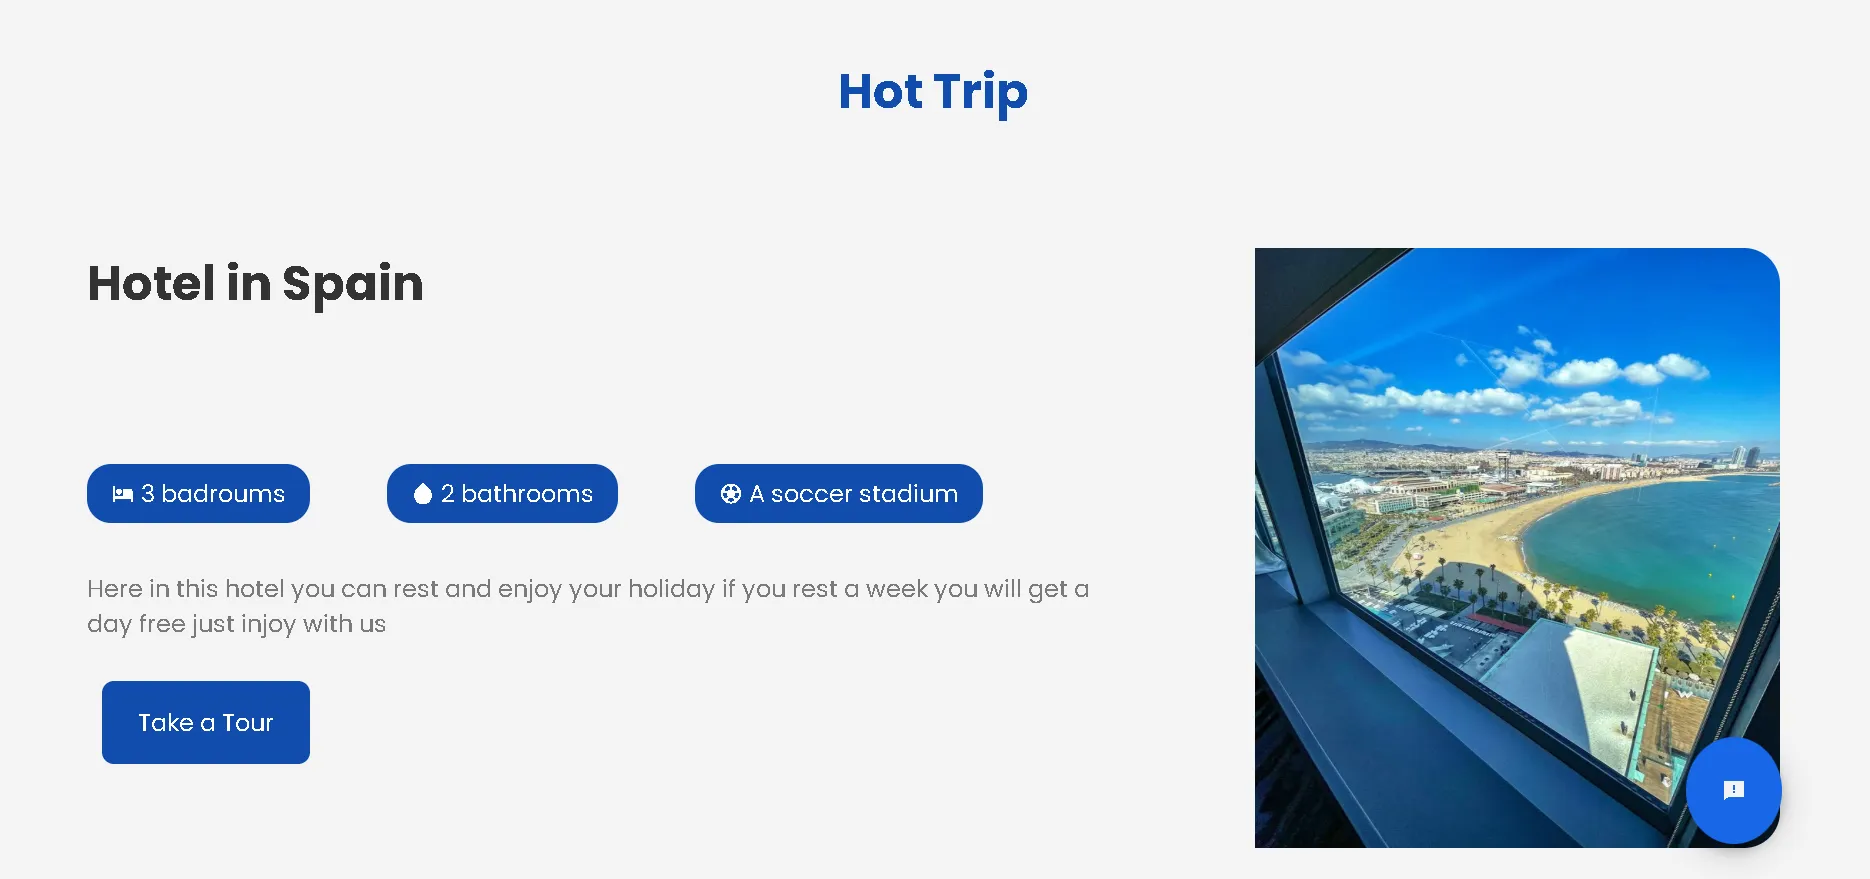 Hot Trip
Hotel in Spain
3 badroums
2 bathrooms
A soccer stadium
Here in this hotel you can rest and enjoy your holiday if you rest a week you will get a
day free just injoy with us
Take a Tour